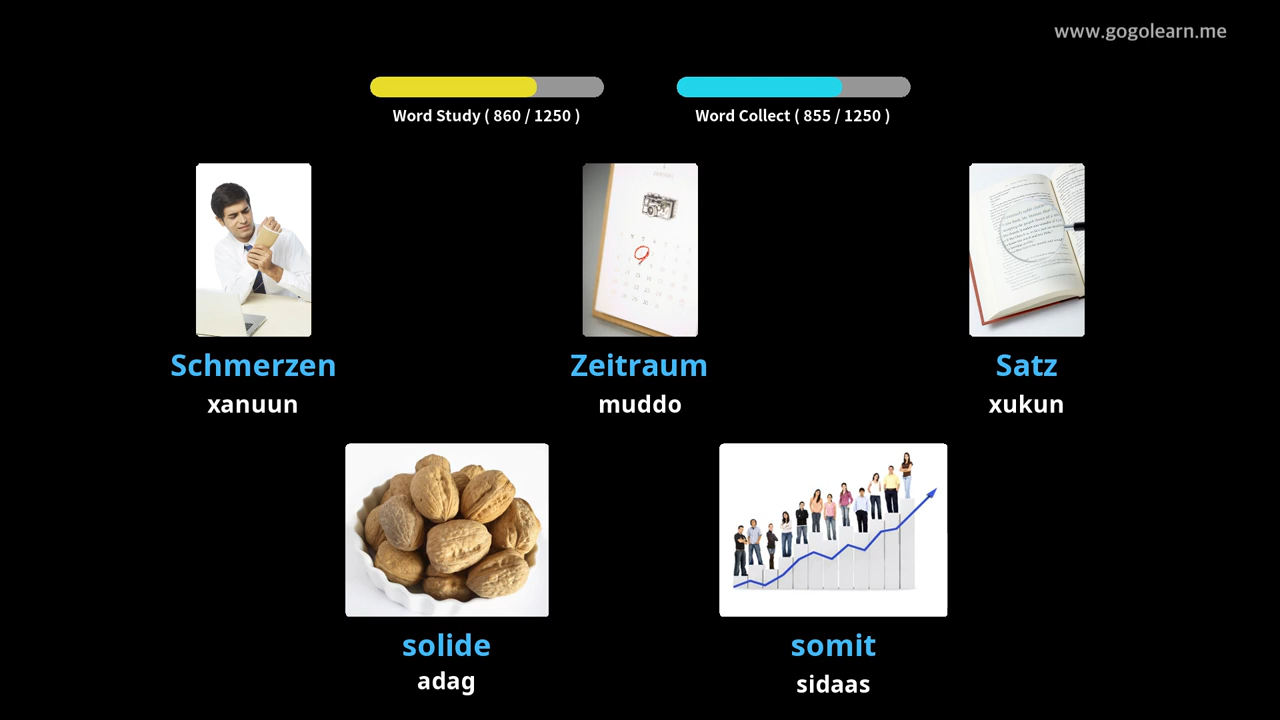 www.gogolearn.me
Word Study ( 860 / 1250 )
Word Collect ( 855 / 1250 )
Schmerzen
xanuun
Zeitraum
muddo
Satz
xukun
9
solide
adag
somit
sidaas